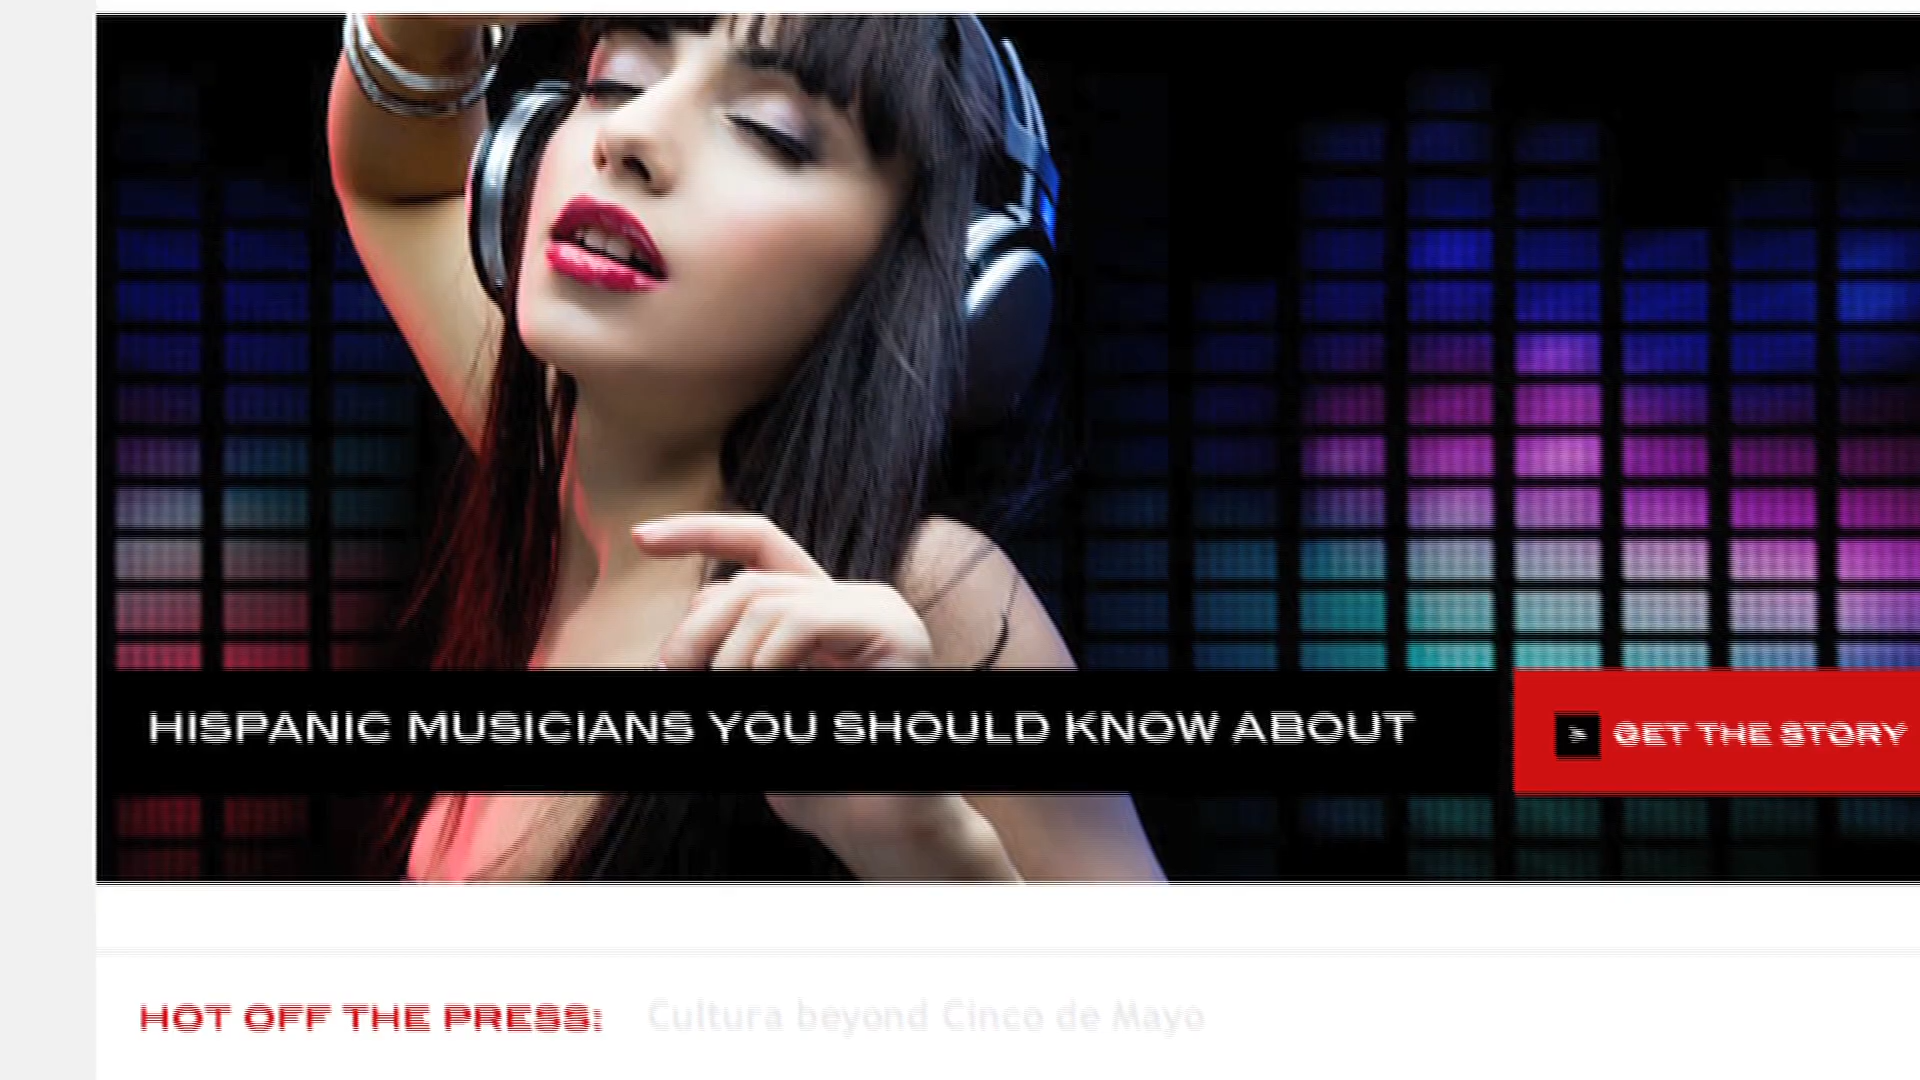 HISPANIC MUSICIANS YOU SHOULD KNOW ABOUT
> GET THE STORY
HOT OFF THE PRESS: Cultura beyond Cinco de Mayo